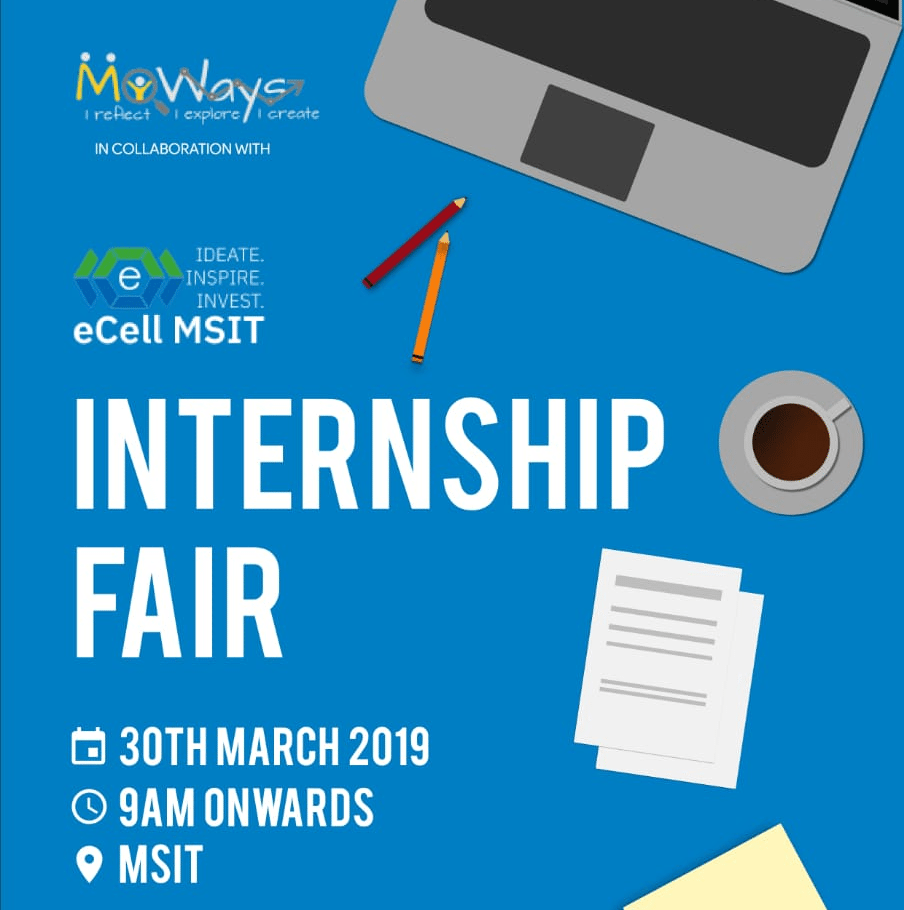 MyWays
I reflect I explore I create
IN COLLABORATION WITH
IDEATE.
INSPIRE.
INVEST.
e
eCell MSIT
INTERNSHIP
FAIR
30TH MARCH 2019
9AM ONWARDS
MSIT